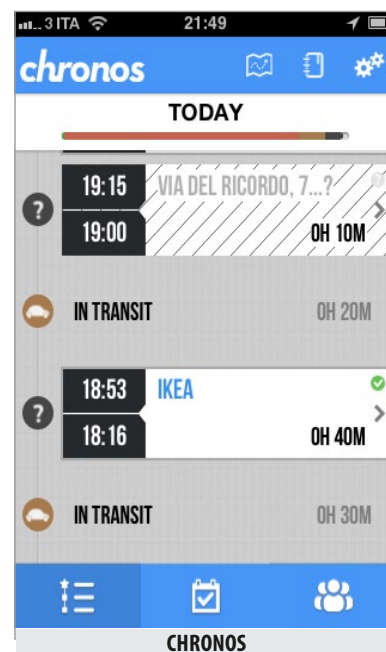 3 ITA 21:49
chronos
TODAY
19:15 VIA DEL RICORDO, 7...?
19:00 0H 10M
IN TRANSIT 0H 20M
18:53 IKEA
18:16 0H 40M
IN TRANSIT 0H 30M
CHRONOS